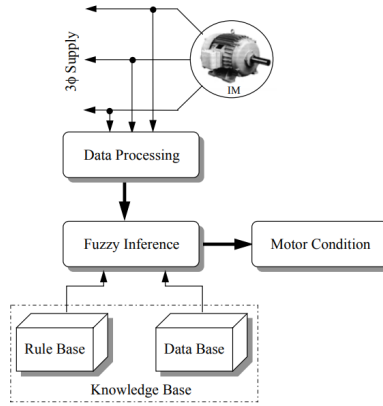 3ϕ Supply
IM
Data Processing
Fuzzy Inference
Motor Condition
Rule Base
Data Base
Knowledge Base